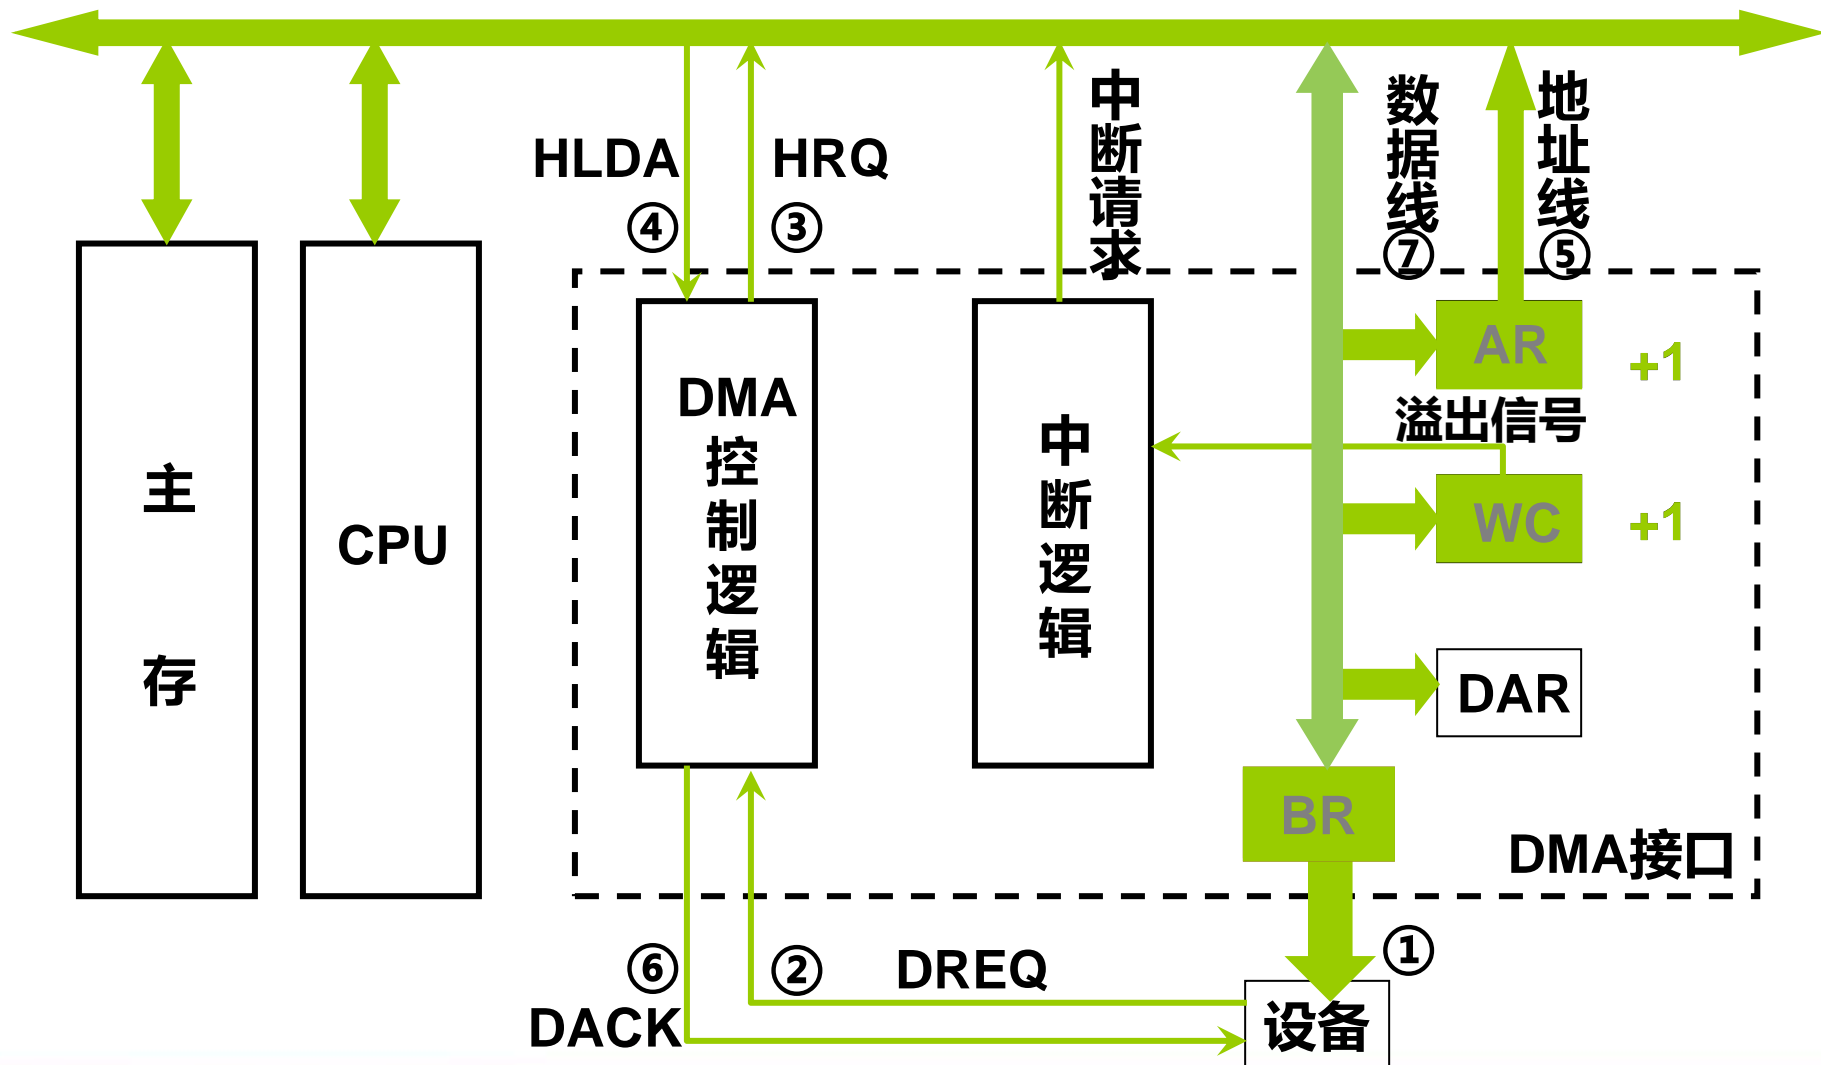 HLDA
④
HRQ
③
中断请求
数据线
⑦
地址线
⑤
主存
CPU
DMA
控制逻辑
中断逻辑
AR
+1
溢出信号
WC
+1
DAR
BR
DMA接口
①
⑥
②
DREQ
DACK
设备